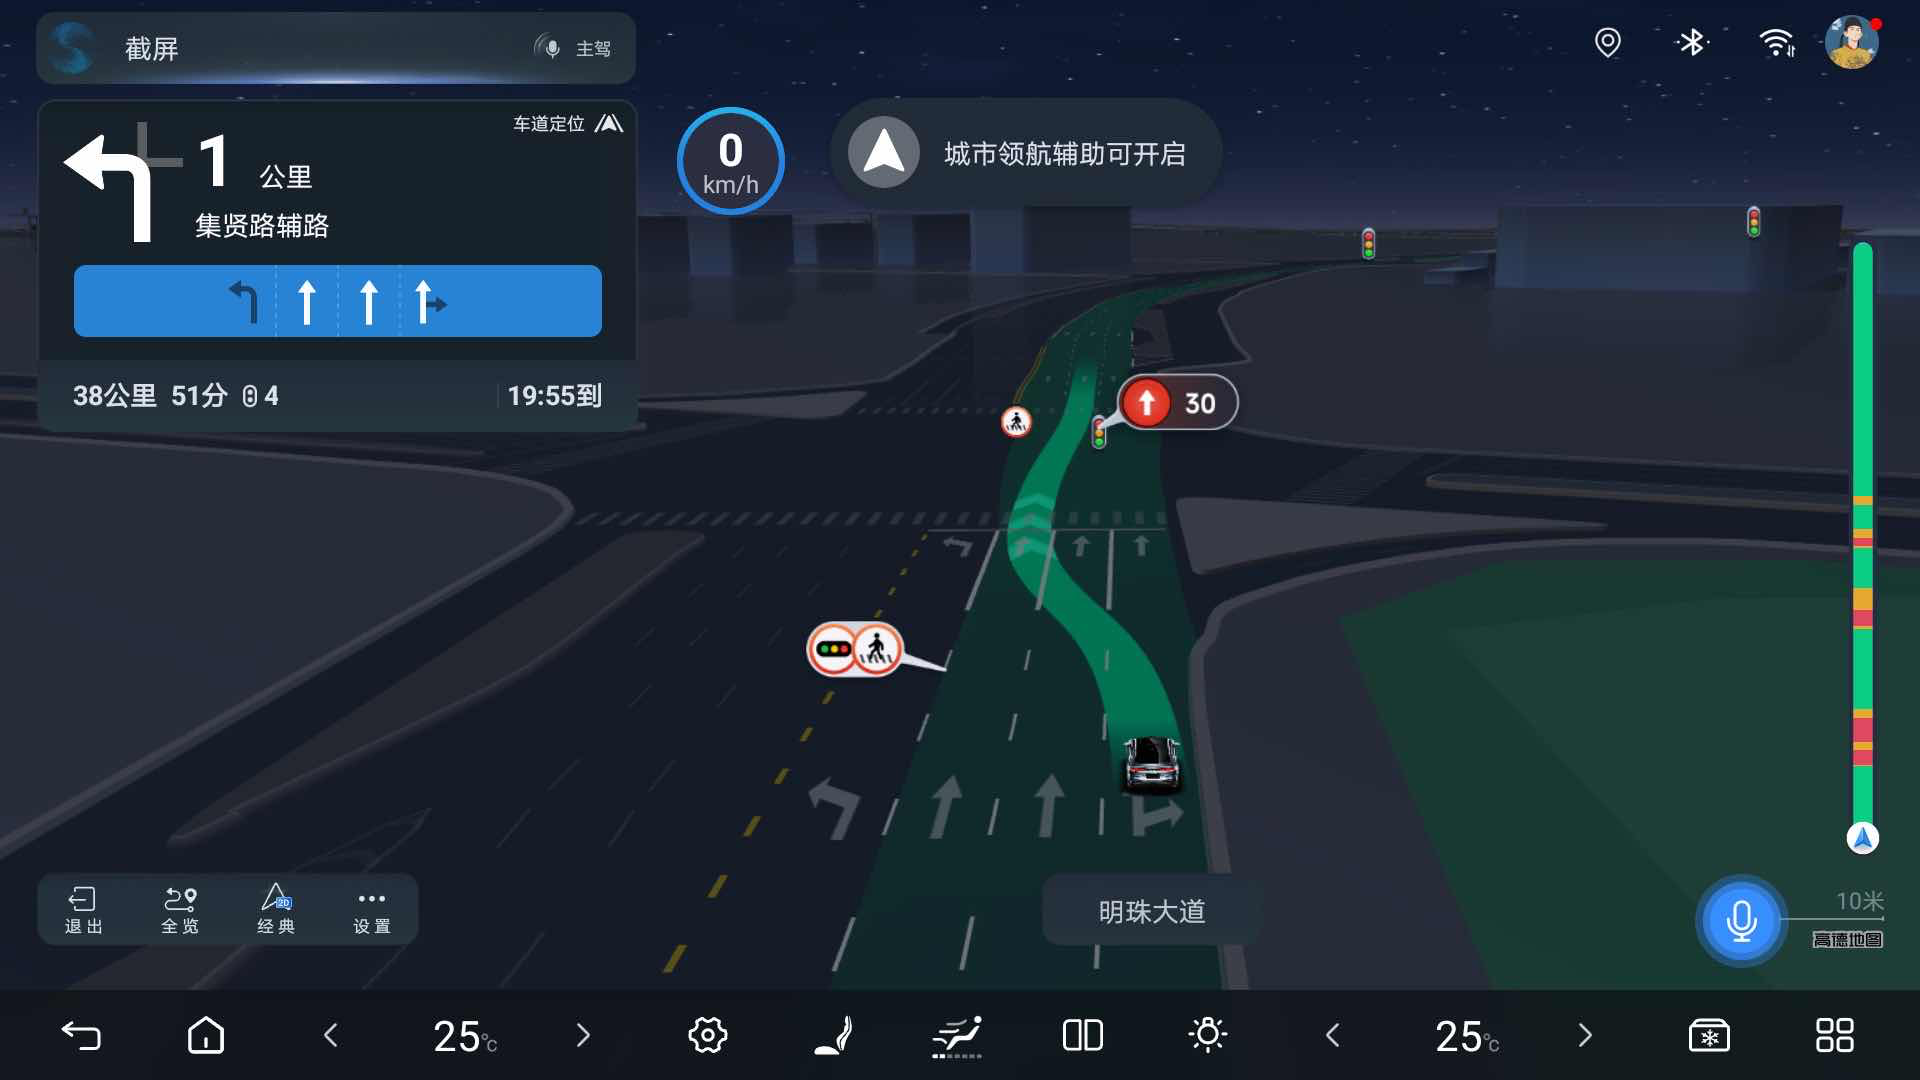 截屏
主驾
车道定位
1 公里
集贤路辅路
38公里 51分 4
19:55到
0
km/h
城市领航辅助可开启
30
退出
全览
2D
经典
设置
明珠大道
10米
高德地图
25°C
25°C